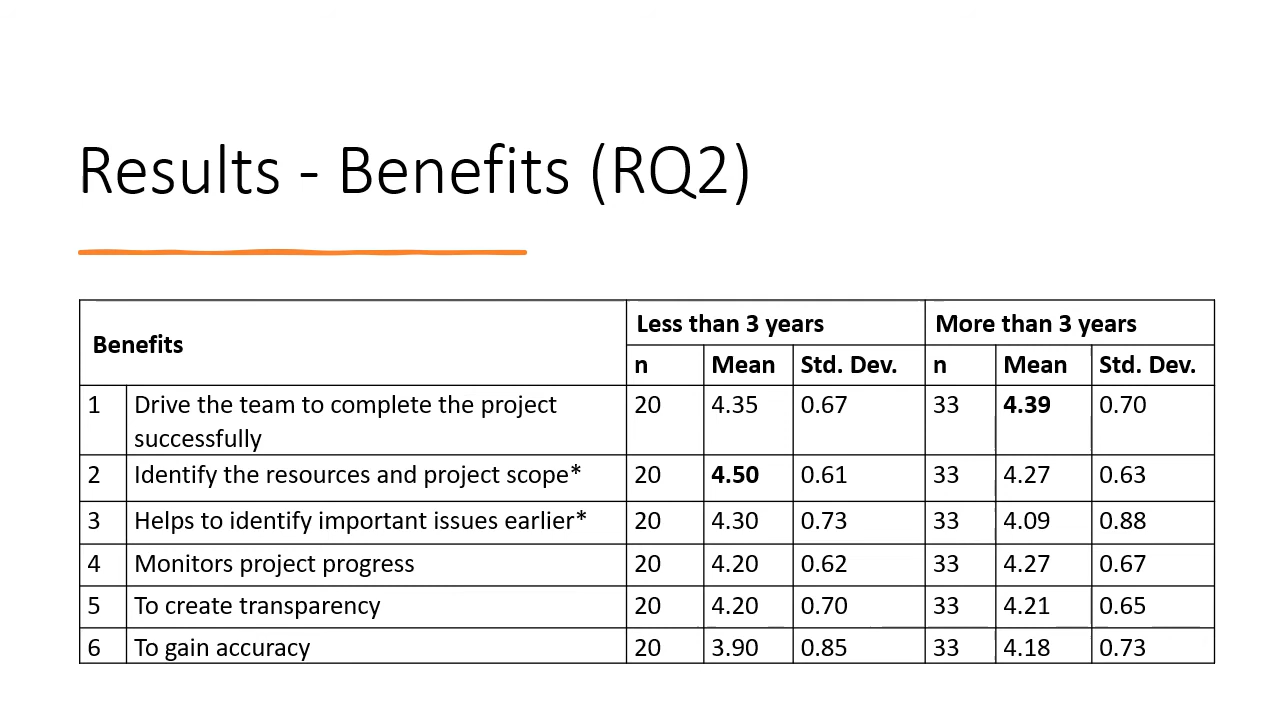 Results - Benefits (RQ2)
Benefits Less than 3 years More than 3 years
n Mean Std. Dev. n Mean Std. Dev.
1 Drive the team to complete the project 20 4.35 0.67 33 4.39 0.70
successfully
2 Identify the resources and project scope* 20 4.50 0.61 33 4.27 0.63
3 Helps to identify important issues earlier* 20 4.30 0.73 33 4.09 0.88
4 Monitors project progress 20 4.20 0.62 33 4.27 0.67
5 To create transparency 20 4.20 0.70 33 4.21 0.65
6 To gain accuracy 20 3.90 0.85 33 4.18 0.73